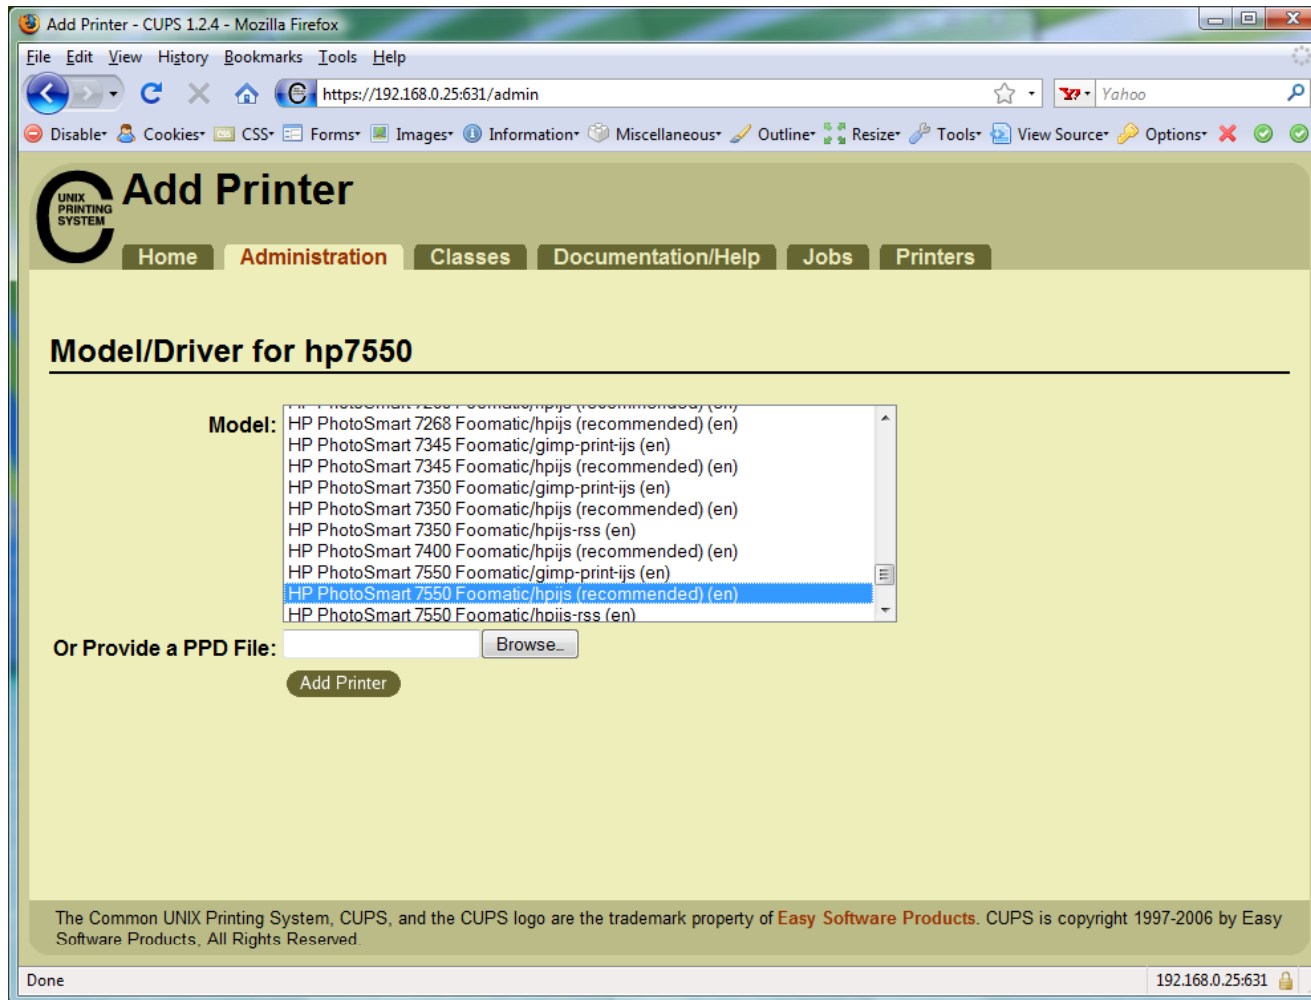 Add Printer - CUPS 1.2.4 - Mozilla Firefox
File Edit View History Bookmarks Tools Help
https://192.168.0.25:631/admin Yahoo
Disable Cookies CSS Forms Images Information Miscellaneous Outline Resize Tools View Source Options
UNIX
PRINTING
SYSTEM
Add Printer
Home Administration Classes Documentation/Help Jobs Printers
Model/Driver for hp7550
Model:
HP PhotoSmart 7268 Foomatic/hpijs (recommended) (en)
HP PhotoSmart 7345 Foomatic/gimp-print-ijs (en)
HP PhotoSmart 7345 Foomatic/hpijs (recommended) (en)
HP PhotoSmart 7350 Foomatic/gimp-print-ijs (en)
HP PhotoSmart 7350 Foomatic/hpijs (recommended) (en)
HP PhotoSmart 7350 Foomatic/hpijs-rss (en)
HP PhotoSmart 7400 Foomatic/hpijs (recommended) (en)
HP PhotoSmart 7550 Foomatic/gimp-print-ijs (en)
HP PhotoSmart 7550 Foomatic/hpijs (recommended) (en)
HP PhotoSmart 7550 Foomatic/hpijs-rss (en)
Or Provide a PPD File: Browse...
Add Printer
The Common UNIX Printing System, CUPS, and the CUPS logo are the trademark property of Easy Software Products. CUPS is copyright 1997-2006 by Easy
Software Products, All Rights Reserved.
Done 192.168.0.25:631